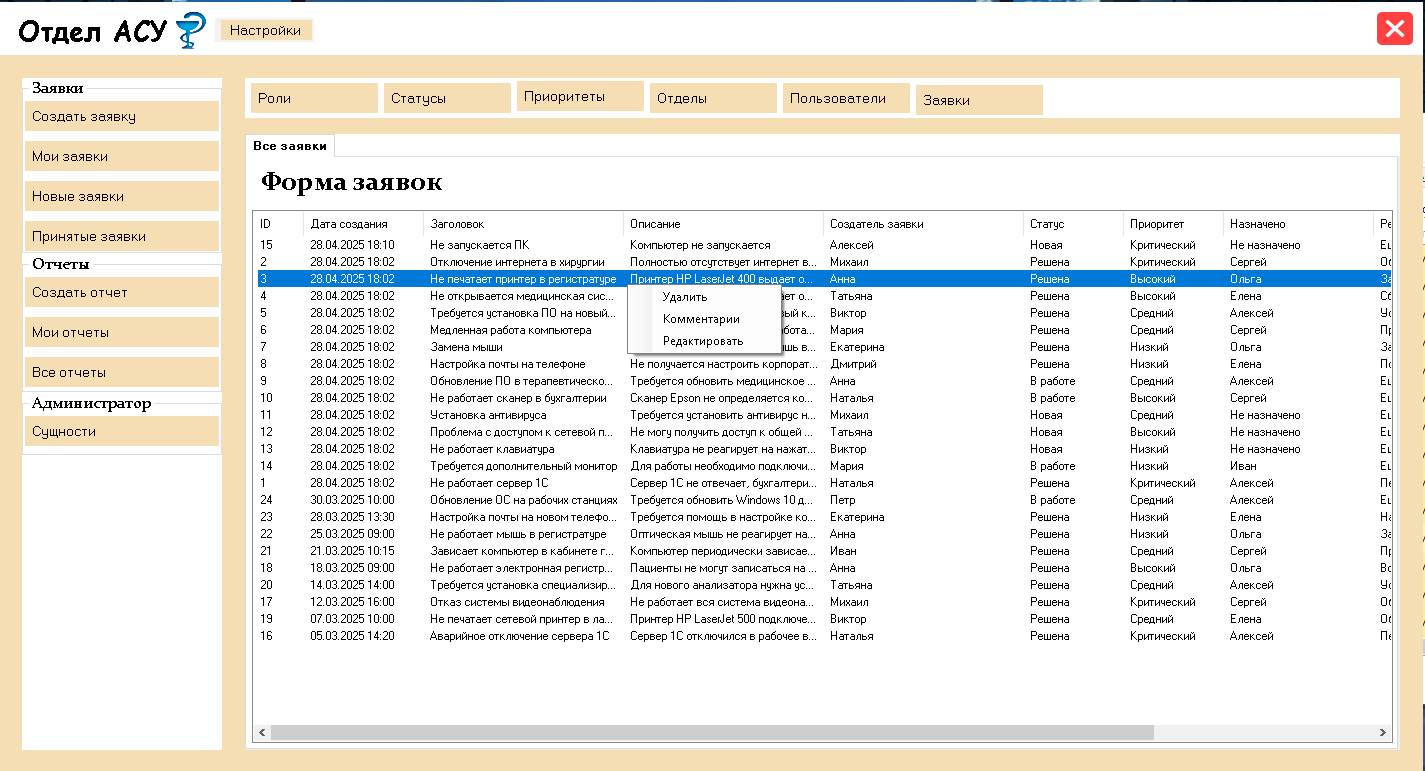 Отдел АСУ
Настройки
Заявки
Создать заявку
Мои заявки
Новые заявки
Принятые заявки
Отчеты
Создать отчет
Мои отчеты
Все отчеты
Администратор
Сущности
Роли Статусы Приоритеты Отделы Пользователи Заявки
Все заявки
Форма заявок
ID Дата создания Заголовок Описание Создатель заявки Статус Приоритет Назначено Ре
15 28.04.2025 18:10 Не запускается ПК Компьютер не запускается Алексей Новая Критический Не назначено Ец
2 28.04.2025 18:02 Отключение интернета в хирургии Полностью отсутствует интернет в... Михаил Решена Критический Сергей
3 28.04.2025 18:02 Не печатает принтер в регистратуре Принтер HP LaserJet 400 выдает о... Анна Решена Высокий Ольга За
4 28.04.2025 18:02 Не открывается медицинская сис... ает о... Татьяна Решена Высокий Елена
5 28.04.2025 18:02 Требуется установка ПО на новый... вый к... Виктор Решена Средний Алексей
6 28.04.2025 18:02 Медленная работа компьютера бота... Мария Решена Средний Сергей Пр
7 28.04.2025 18:02 Замена мыши шь в... Екатерина Решена Низкий Ольга За
8 28.04.2025 18:02 Настройка почты на телефоне Не получается настроить корпорат... Дмитрий Решена Низкий Елена
9 28.04.2025 18:02 Обновление ПО в терапевтическо... Требуется обновить медицинское ... Анна В работе Средний Алексей
10 28.04.2025 18:02 Не работает сканер в бухгалтерии Сканер Epson не определяется ко... Наталья В работе Высокий Сергей
11 28.04.2025 18:02 Установка антивируса Требуется установить антивирус н... Михаил Новая Средний Не назначено
12 28.04.2025 18:02 Проблема с доступом к сетевой п... Не могу получить доступ к общей ... Татьяна Новая Высокий Не назначено
13 28.04.2025 18:02 Не работает клавиатура Клавиатура не реагирует на нажат... Виктор Новая Низкий Не назначено
14 28.04.2025 18:02 Требуется дополнительный монитор Для работы необходимо подключи... Мария В работе Низкий Иван
1 28.04.2025 18:02 Не работает сервер 1С Сервер 1С не отвечает, бухгалтери... Наталья Решена Критический Алексей
24 30.03.2025 10:00 Обновление ОС на рабочих станциях Требуется обновить Windows 10 д... Петр В работе Средний Алексей
23 28.03.2025 13:30 Настройка почты на новом телефо... Требуется помощь в настройке ко... Екатерина Решена Низкий Елена На
22 25.03.2025 09:00 Не работает мышь в регистратуре Оптическая мышь не реагирует на... Анна Решена Низкий Ольга За
21 21.03.2025 10:15 Зависает компьютер в кабинете г... Компьютер периодически зависае... Иван Решена Средний Сергей Пр
18 18.03.2025 09:00 Не работает электронная регистр... Пациенты не могут записаться на ... Анна Решена Высокий Ольга Во
20 14.03.2025 14:00 Требуется установка специализир... Для нового анализатора нужна ус... Татьяна Решена Средний Алексей Ус
17 12.03.2025 16:00 Отказ системы видеонаблюдения Не работает вся система видеона... Михаил Решена Критический Сергей
19 07.03.2025 10:00 Не печатает сетевой принтер в ла... Принтер HP LaserJet 500 подключе... Виктор Решена Средний Елена
16 05.03.2025 14:20 Аварийное отключение сервера 1С Сервер 1С отключился в рабочее в... Наталья Решена Критический Алексей Пе
Удалить
Комментарии
Редактировать